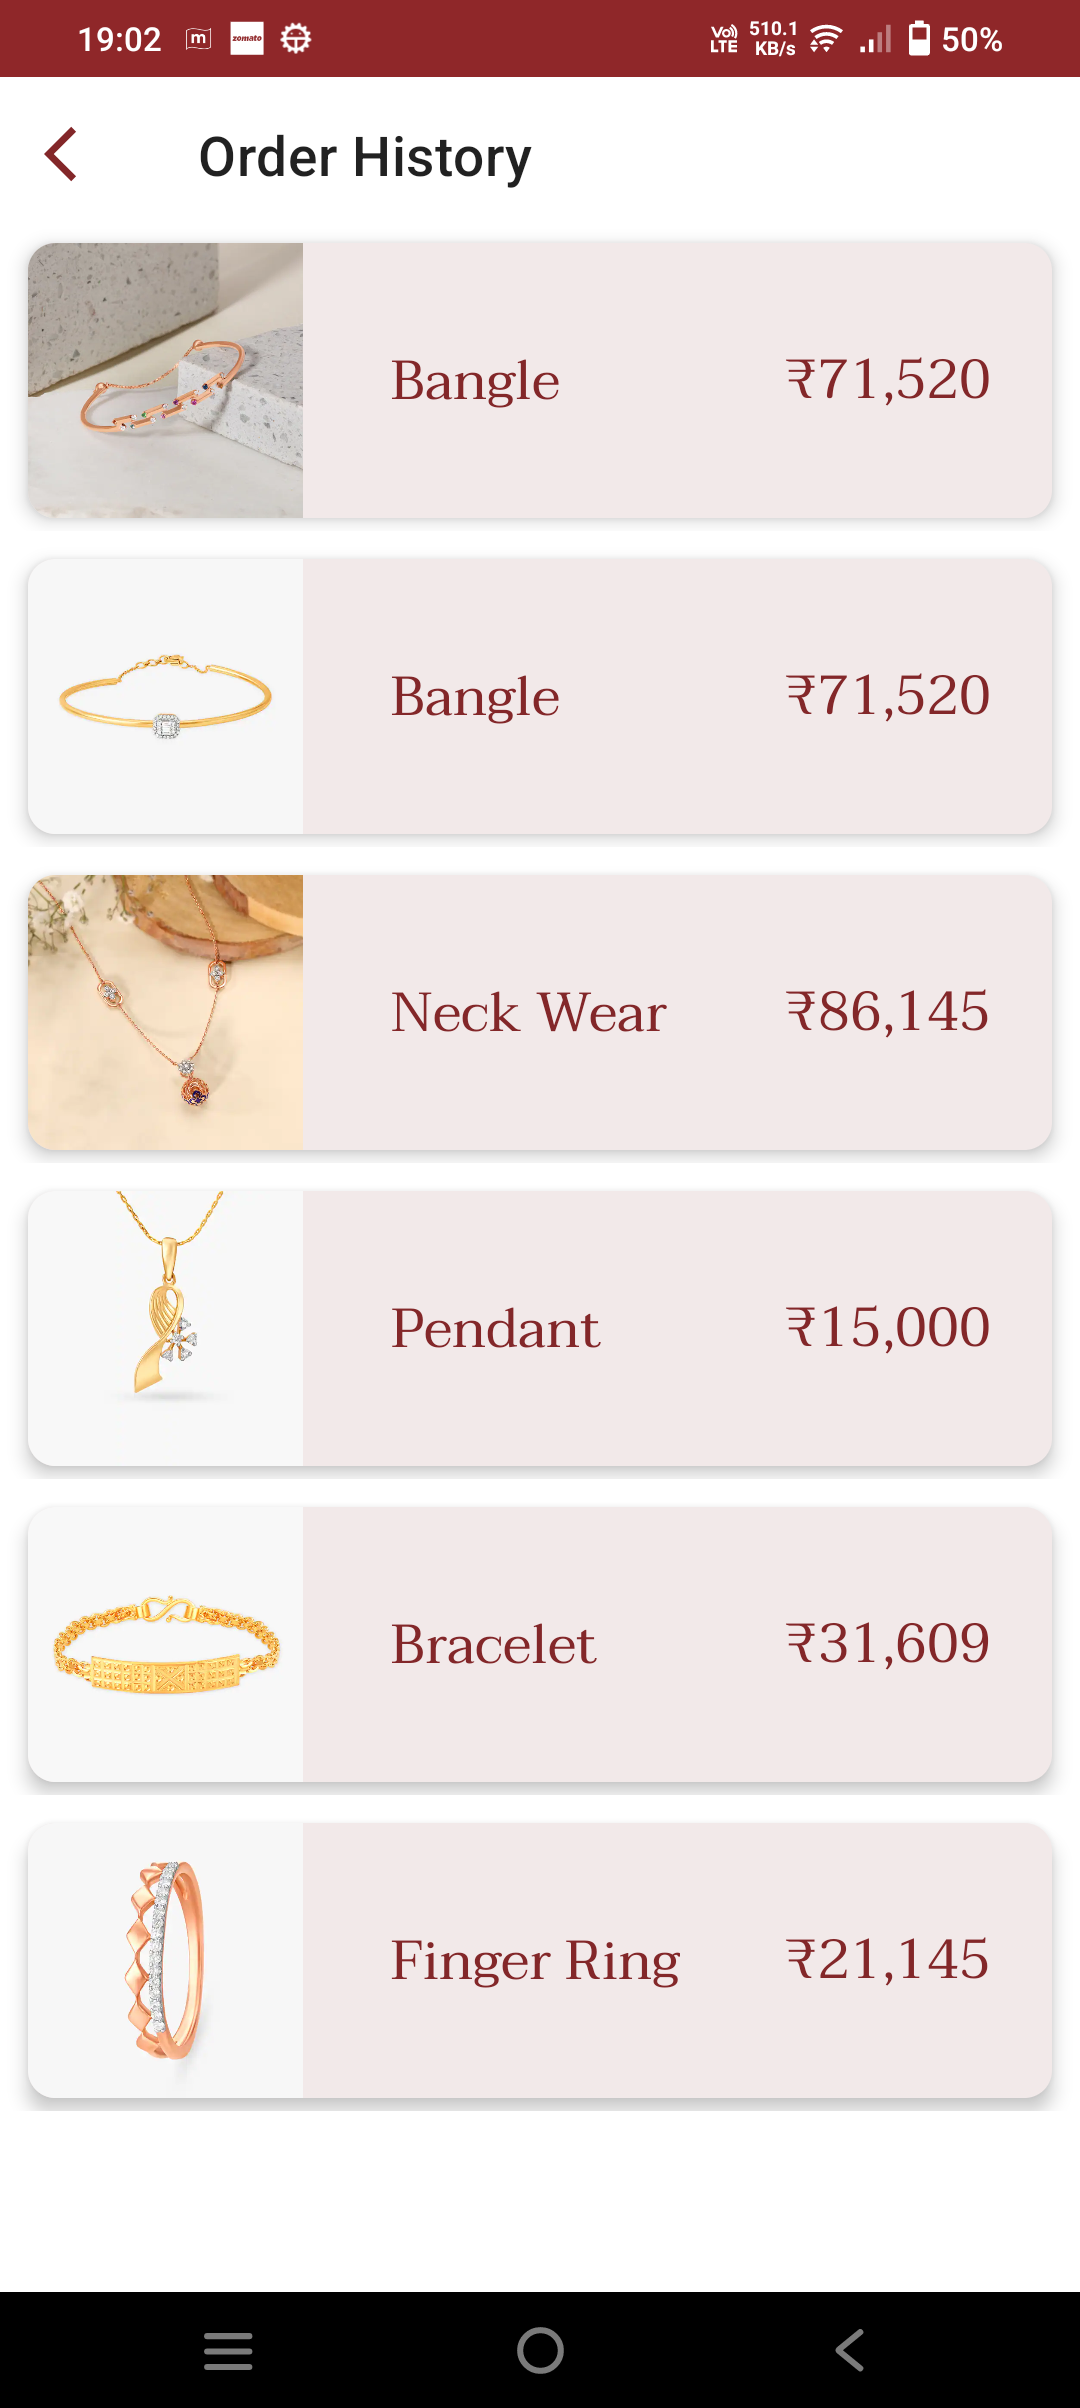 19:02 m zomato Vo) LTE 510.1 KB/s 50%
Order History
Bangle ₹71,520
Bangle ₹71,520
Neck Wear ₹86,145
Pendant ₹15,000
Bracelet ₹31,609
Finger Ring ₹21,145